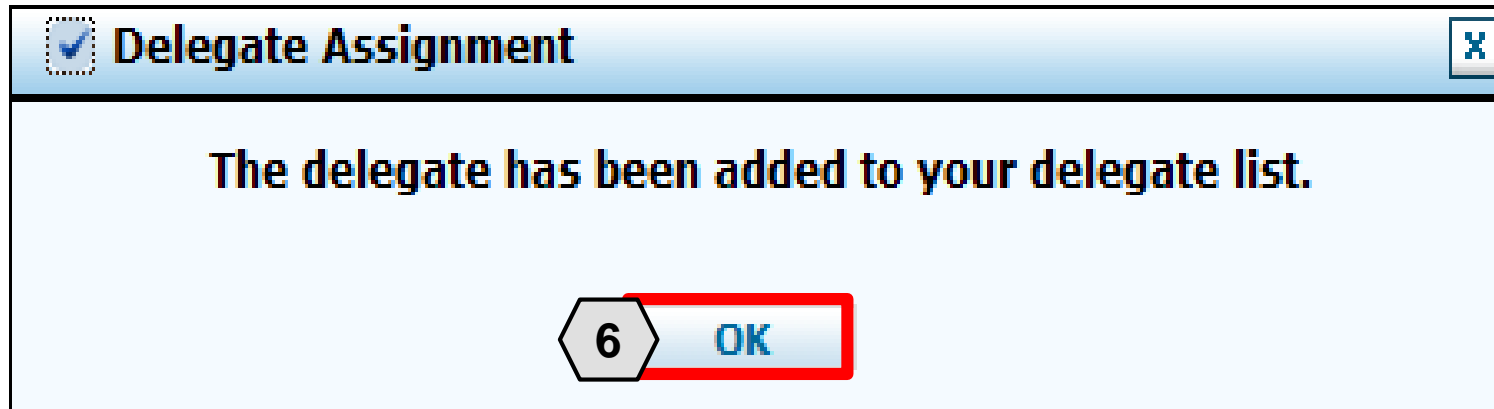 Delegate Assignment X
The delegate has been added to your delegate list.
6 OK